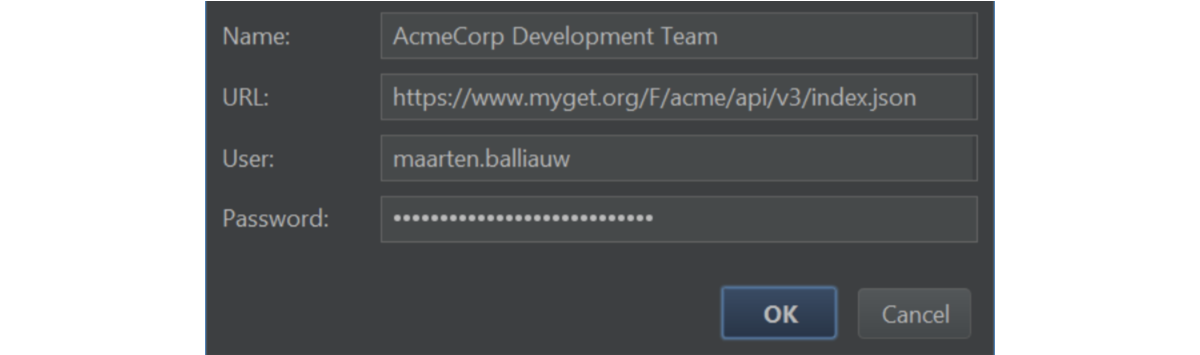 Name: AcmeCorp Development Team
URL: https://www.myget.org/F/acme/api/v3/index.json
User: maarten.balliauw
Password: ••••••••••••••••••••••••••••
OK Cancel